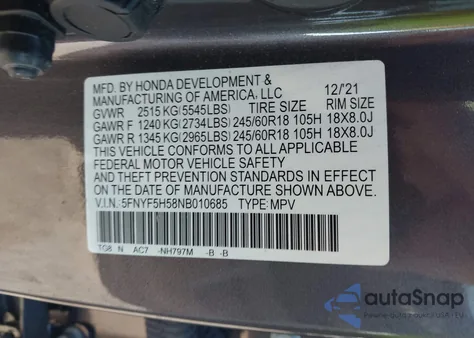 MFD. BY HONDA DEVELOPMENT &
MANUFACTURING OF AMERICA, LLC 12/'21
GVWR 2515 KG(5545LBS) TIRE SIZE RIM SIZE
GAWR F 1240 KG(2734LBS) 245/60R18 105H 18X8.0J
GAWR R 1345 KG(2965LBS) 245/60R18 105H 18X8.0J
THIS VEHICLE CONFORMS TO ALL APPLICABLE
FEDERAL MOTOR VEHICLE SAFETY AND THEFT
PREVENTION STANDARDS IN EFFECT ON THE DATE
OF MANUFACTURE SHOWN ABOVE.
V.I.N. 5FNYF5H58NB010685 TYPE: MPV
TG8 N AC7 -NH797M -B -B
autoSnap